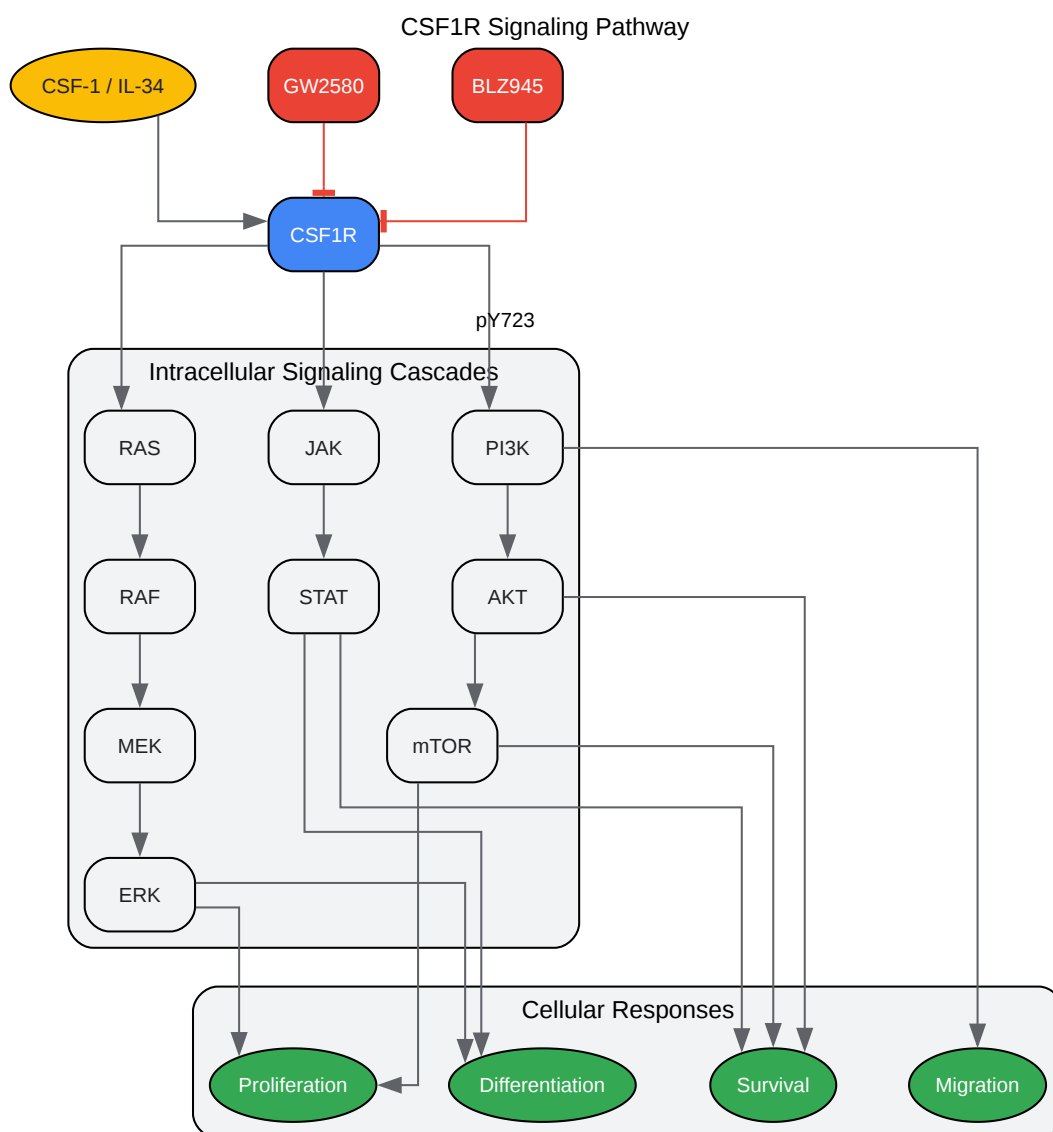 CSF1R Signaling Pathway
CSF-1 / IL-34
GW2580
BLZ945
CSF1R
pY723
Intracellular Signaling Cascades
RAS
JAK
PI3K
RAF
STAT
AKT
MEK
mTOR
ERK
Cellular Responses
Proliferation
Differentiation
Survival
Migration